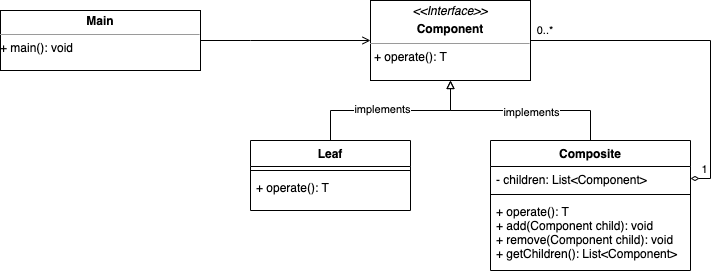 Main
+ main(): void
<<Interface>>
Component
+ operate(): T
0..*
implements
implements
Leaf
+ operate(): T
Composite
- children: List<Component>
1
+ operate(): T
+ add(Component child): void
+ remove(Component child): void
+ getChildren(): List<Component>